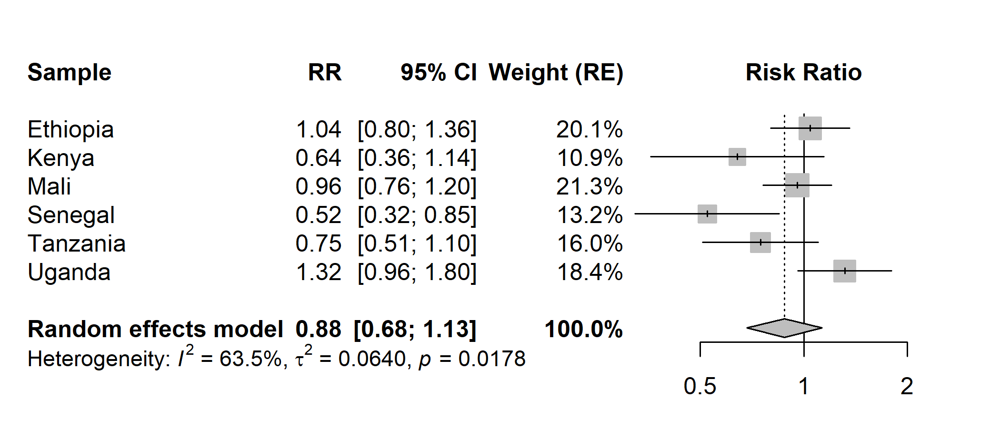 Sample RR 95% CI Weight (RE) Risk Ratio
Ethiopia 1.04 [0.80; 1.36] 20.1%
Kenya 0.64 [0.36; 1.14] 10.9%
Mali 0.96 [0.76; 1.20] 21.3%
Senegal 0.52 [0.32; 0.85] 13.2%
Tanzania 0.75 [0.51; 1.10] 16.0%
Uganda 1.32 [0.96; 1.80] 18.4%
Random effects model 0.88 [0.68; 1.13] 100.0%
Heterogeneity: I² = 63.5%, τ² = 0.0640, p = 0.0178
0.5 1 2